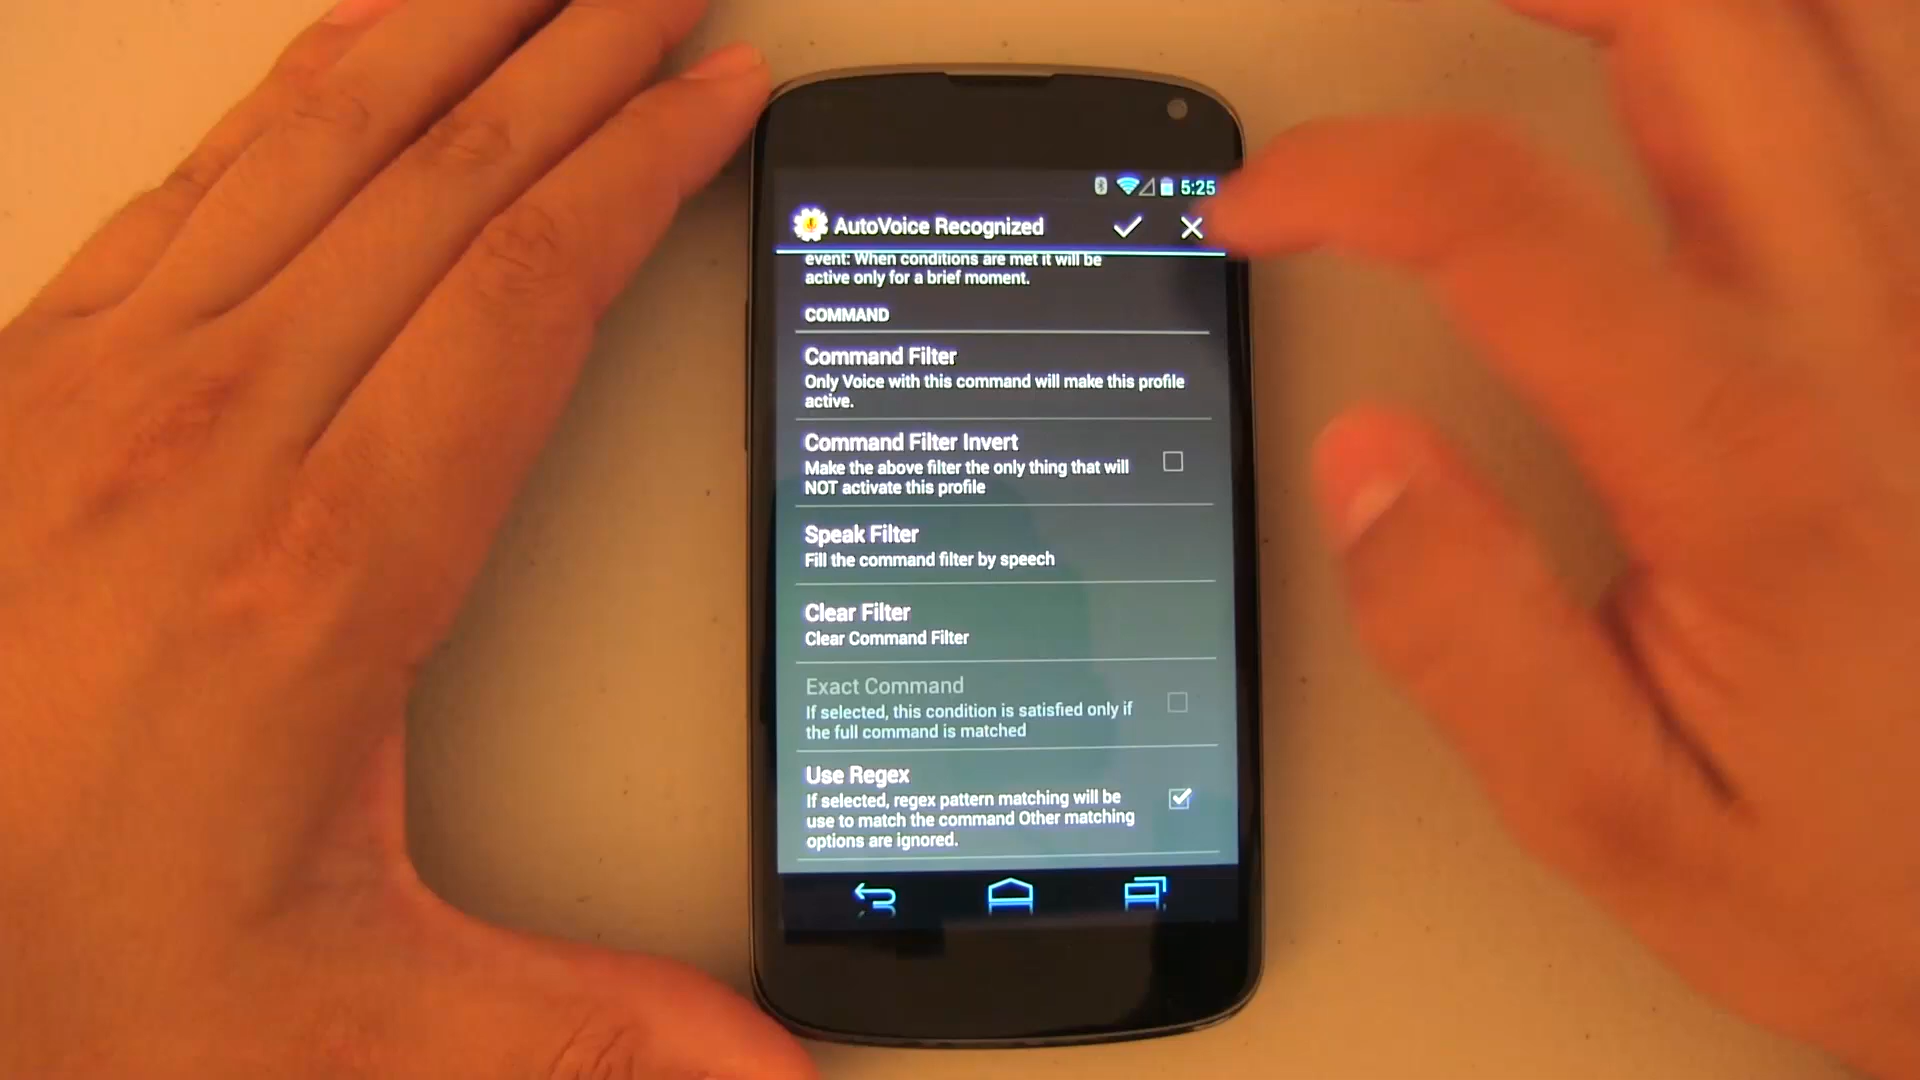 5:25
AutoVoice Recognized
event: When conditions are met it will be
active only for a brief moment.
COMMAND
Command Filter
Only Voice with this command will make this profile
active.
Command Filter Invert
Make the above filter the only thing that will
NOT activate this profile
Speak Filter
Fill the command filter by speech
Clear Filter
Clear Command Filter
Exact Command
If selected, this condition is satisfied only if
the full command is matched
Use Regex
If selected, regex pattern matching will be
use to match the command Other matching
options are ignored.